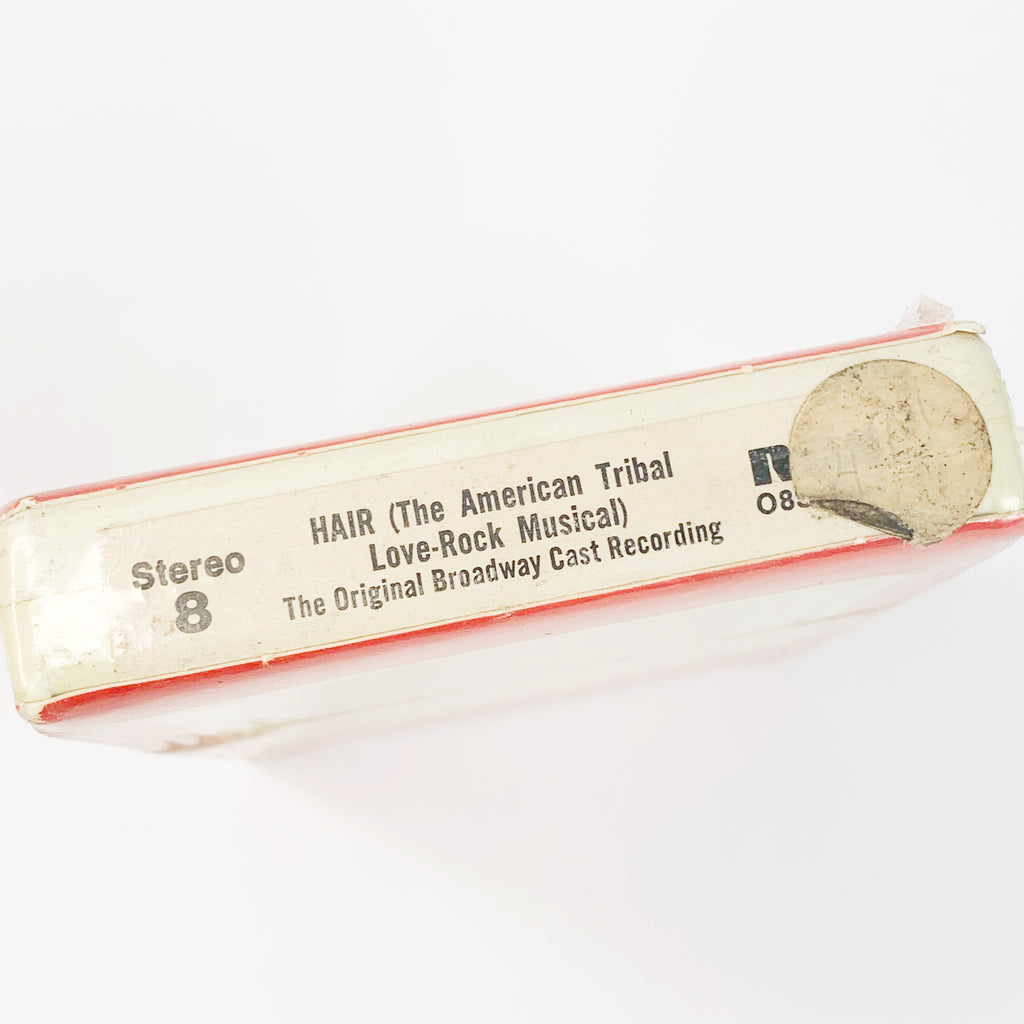 Stereo
8
HAIR (The American Tribal
Love-Rock Musical)
The Original Broadway Cast Recording